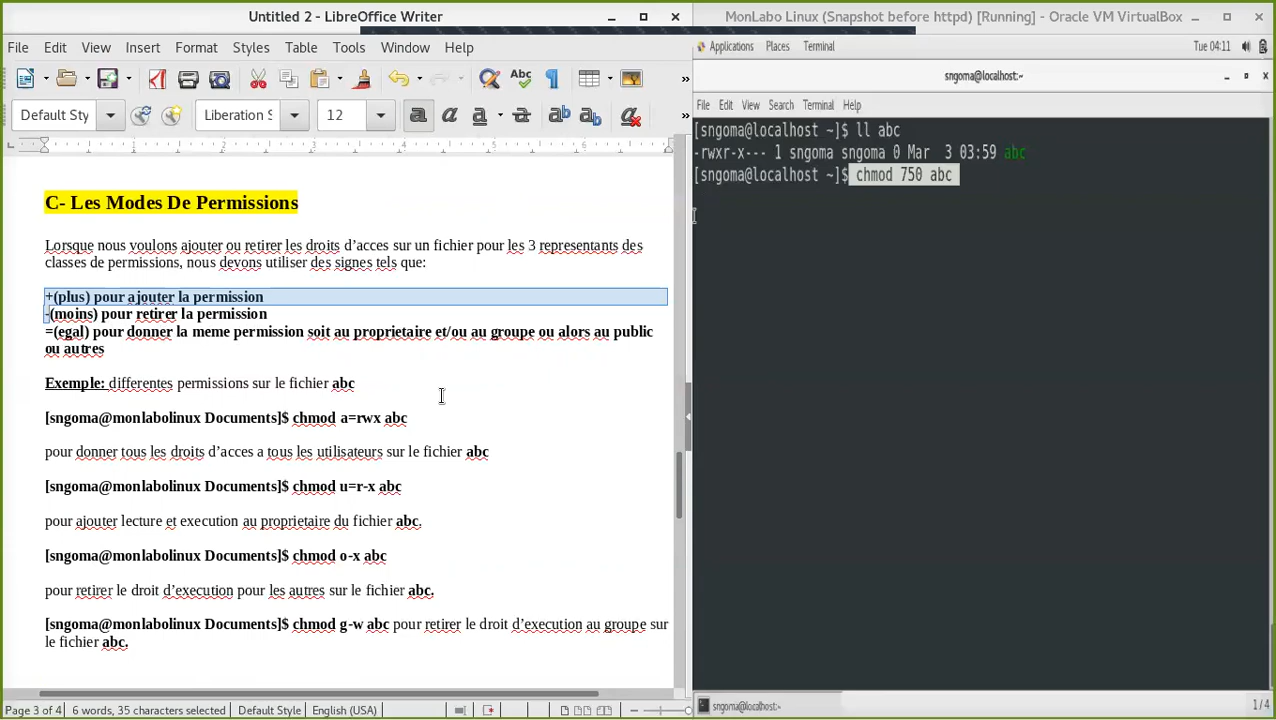 Untitled 2 - LibreOffice Writer
File Edit View Insert Format Styles Table Tools Window Help
Default Sty Liberation S 12
1 2 3 4 5 6
C- Les Modes De Permissions
Lorsque nous voulons ajouter ou retirer les droits d’acces sur un fichier pour les 3 representants des
classes de permissions, nous devons utiliser des signes tels que:
+(plus) pour ajouter la permission
-(moins) pour retirer la permission
=(egal) pour donner la meme permission soit au proprietaire et/ou au groupe ou alors au public
ou autres
Exemple: differentes permissions sur le fichier abc
[sngoma@monlabolinux Documents]$ chmod a=rwx abc
pour donner tous les droits d’acces a tous les utilisateurs sur le fichier abc
[sngoma@monlabolinux Documents]$ chmod u=r-x abc
pour ajouter lecture et execution au proprietaire du fichier abc.
[sngoma@monlabolinux Documents]$ chmod o-x abc
pour retirer le droit d’execution pour les autres sur le fichier abc.
[sngoma@monlabolinux Documents]$ chmod g-w abc pour retirer le droit d’execution au groupe sur
le fichier abc.
Page 3 of 4 6 words, 35 characters selected Default Style English (USA)
MonLabo Linux (Snapshot before httpd) [Running] - Oracle VM VirtualBox
Applications Places Terminal Tue 04:11
sngoma@localhost:~
File Edit View Search Terminal Help
[sngoma@localhost ~]$ ll abc
-rwxr-x--- 1 sngoma sngoma 0 Mar 3 03:59 abc
[sngoma@localhost ~]$ chmod 750 abc
sngoma@localhost:~ 1 / 4